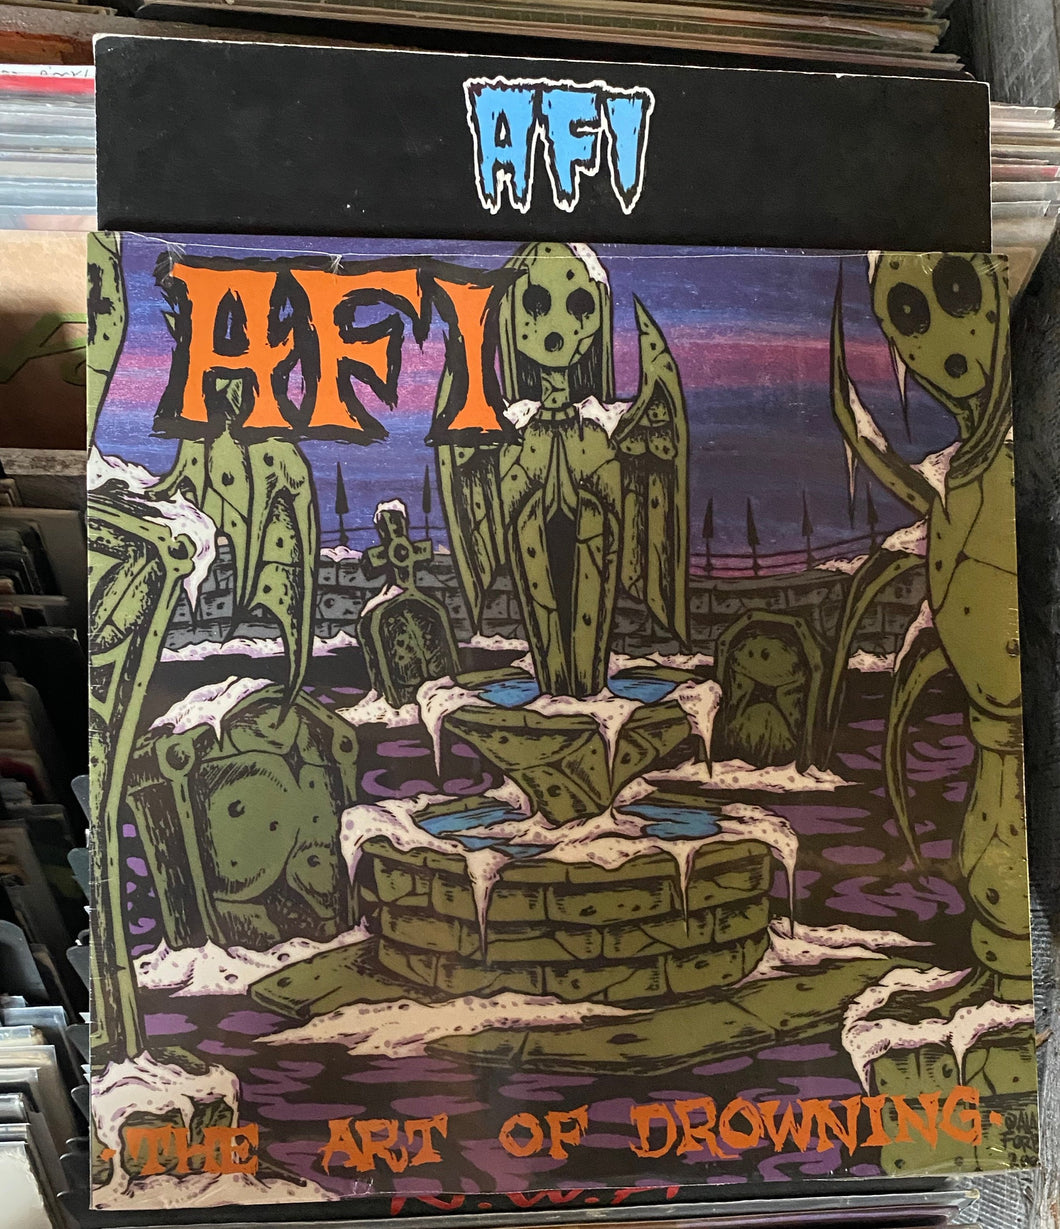 AFI
AFI
·THE ART OF DROWNING·
N.W.A